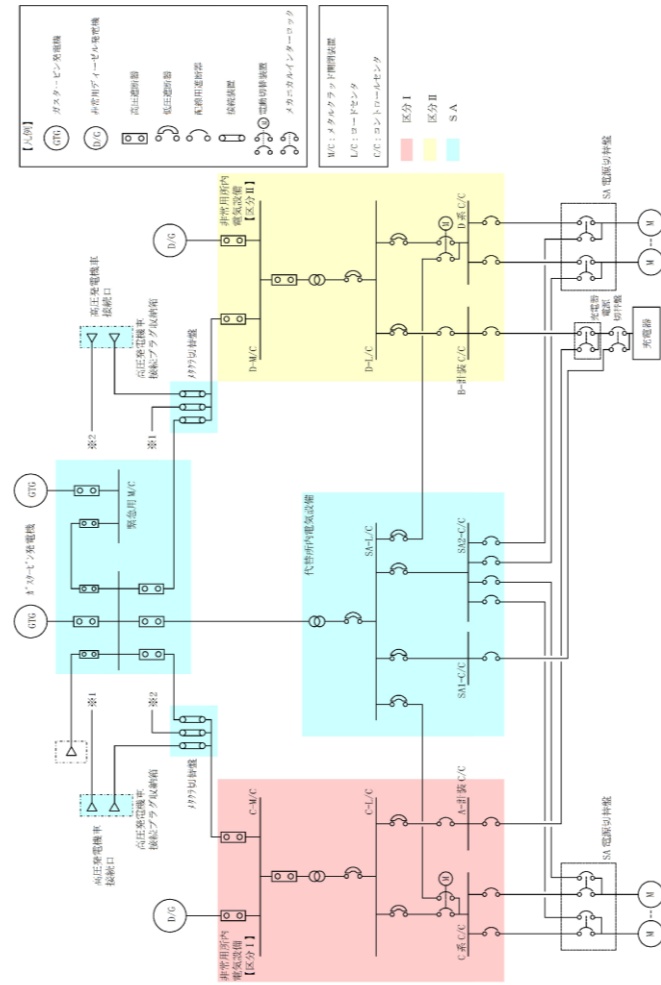 【凡例】
GTG ガスタービン発電機
D/G 非常用ディーゼル発電機
高圧遮断器
低圧遮断器
配線用遮断器
接続装置
M 電動切替装置
メカニカルインターロック
M/C：メタルクラッド開閉装置
L/C：ロードセンタ
C/C：コントロールセンタ
区分Ⅰ
区分Ⅱ
ＳＡ
高圧発電機車
接続口
高圧発電機車
接続プラグ収納箱
※1
※2
メタクラ切替盤
ガスタービン発電機
GTG
GTG
緊急用M/C
※2
※1
高圧発電機車
接続口
高圧発電機車
接続プラグ収納箱
メタクラ切替盤
D/G
非常用所内
電気設備
【区分Ⅰ】
C-M/C
C-L/C
M
C系 C/C
A-計装 C/C
代替所内電気設備
SA-L/C
SA1-C/C
SA2-C/C
D/G
非常用所内
電気設備
【区分Ⅱ】
D-M/C
D-L/C
M
B-計装 C/C
D系 C/C
SA電源切替盤
M
M
充電器
電源
切替盤
充電器
SA電源切替盤
M
M